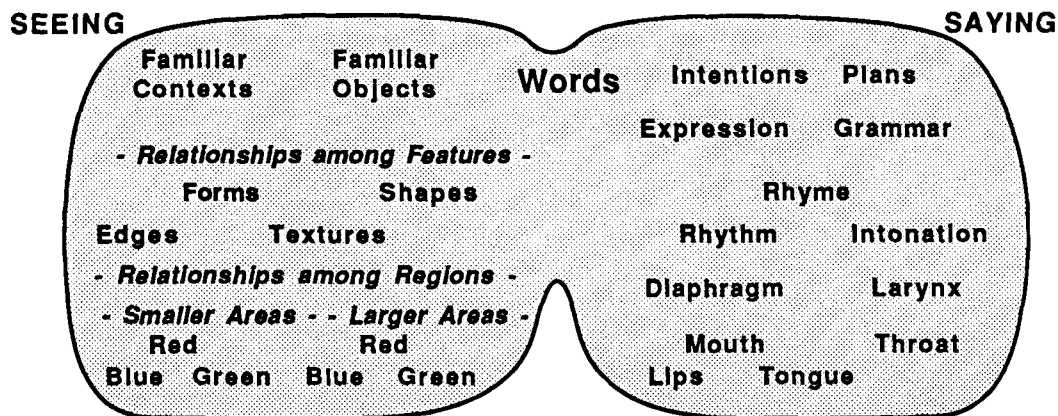 SEEING
SAYING
Familiar Contexts
Familiar Objects
Words
Intentions Plans
Expression Grammar
- Relationships among Features -
Forms Shapes
Rhyme
Edges Textures
Rhythm Intonation
- Relationships among Regions -
Diaphragm Larynx
- Smaller Areas - - Larger Areas -
Red Red
Mouth Throat
Blue Green Blue Green
Lips Tongue